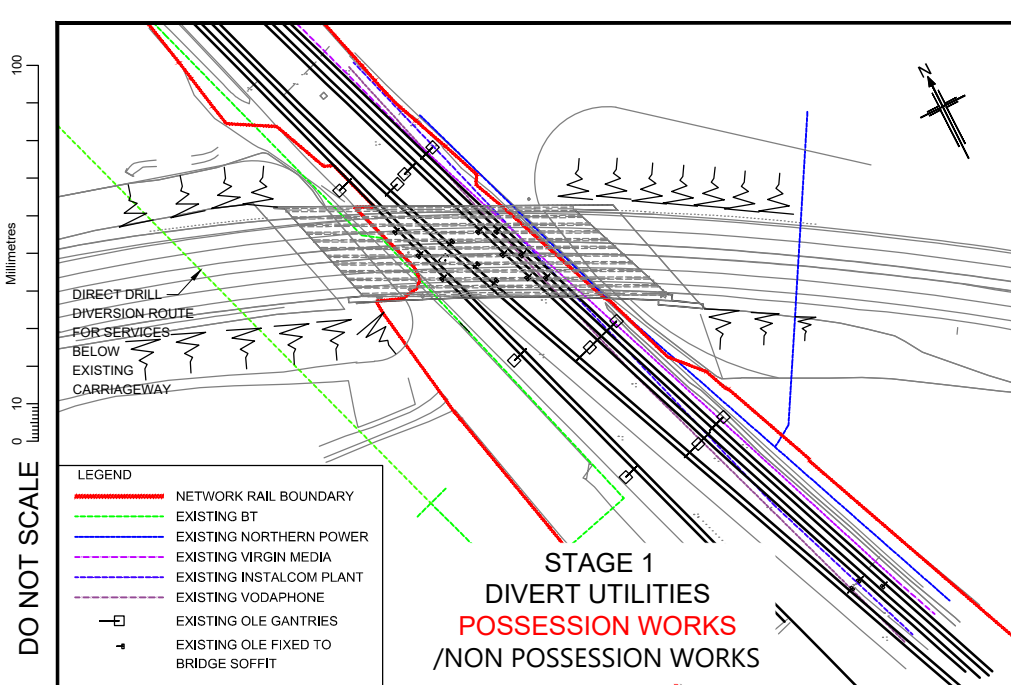 N
100
Millimetres
10
0
DO NOT SCALE
DIRECT DRILL
DIVERSION ROUTE
FOR SERVICES
BELOW
EXISTING
CARRIAGEWAY
LEGEND
NETWORK RAIL BOUNDARY
EXISTING BT
EXISTING NORTHERN POWER
EXISTING VIRGIN MEDIA
EXISTING INSTALCOM PLANT
EXISTING VODAPHONE
EXISTING OLE GANTRIES
EXISTING OLE FIXED TO
BRIDGE SOFFIT
STAGE 1
DIVERT UTILITIES
POSSESSION WORKS
/NON POSSESSION WORKS